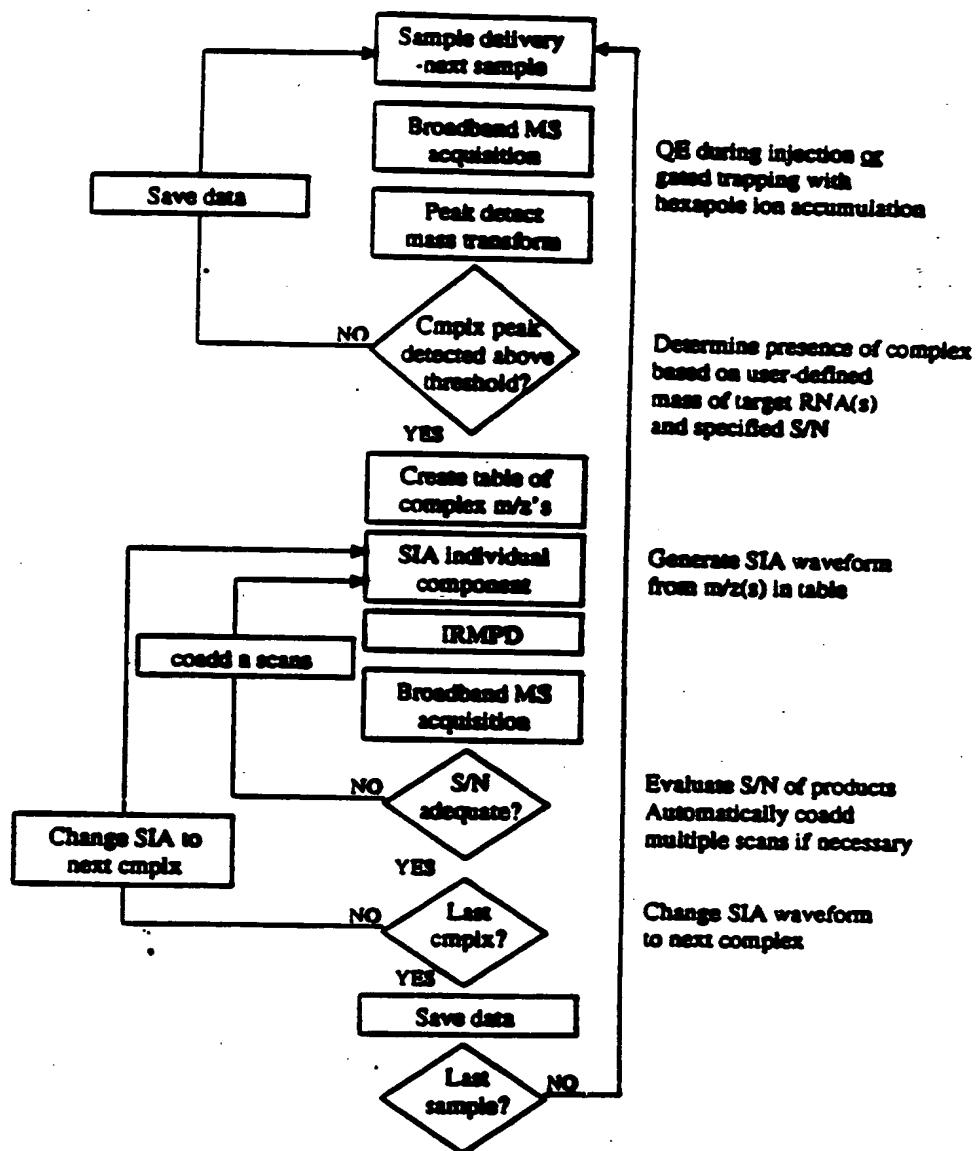 Sample delivery
-next sample
Broadband MS
acquisition
QE during injection or
gated trapping with
hexapole ion accumulation
Save data
Peak detect
mass transform
NO
Cmplx peak
detected above
threshold?
Determine presence of complex
based on user-defined
mass of target RNA(s)
and specified S/N
YES
Create table of
complex m/z's
SIA individual
component
Generate SIA waveform
from m/z(s) in table
IRMPD
coadd n scans
Broadband MS
acquisition
NO
S/N
adequate?
Evaluate S/N of products
Automatically coadd
multiple scans if necessary
Change SIA to
next cmplx
YES
NO
Last
cmplx?
Change SIA waveform
to next complex
YES
Save data
Last
sample?
NO